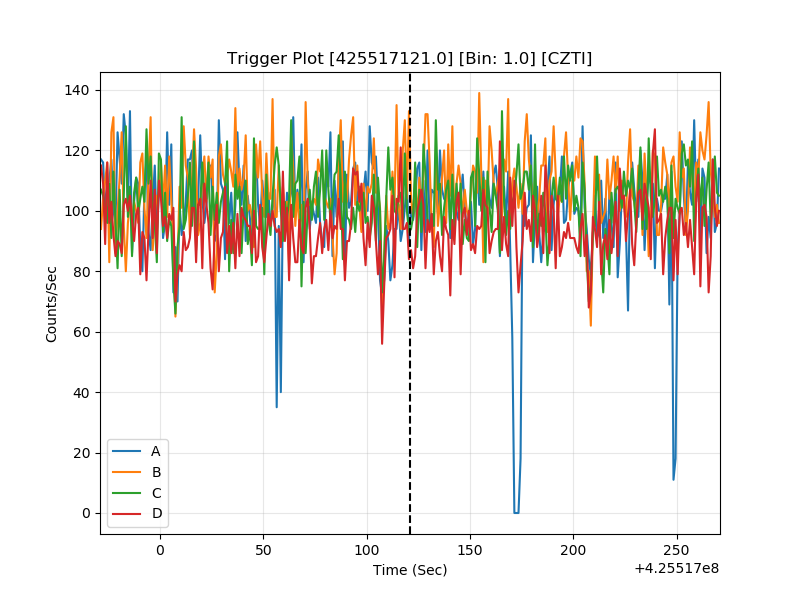 Trigger Plot [425517121.0] [Bin: 1.0] [CZTI]
140
120
100
80
60
40
20
0
Counts/Sec
A
B
C
D
0 50 100 150 200 250
Time (Sec)
+4.25517e8